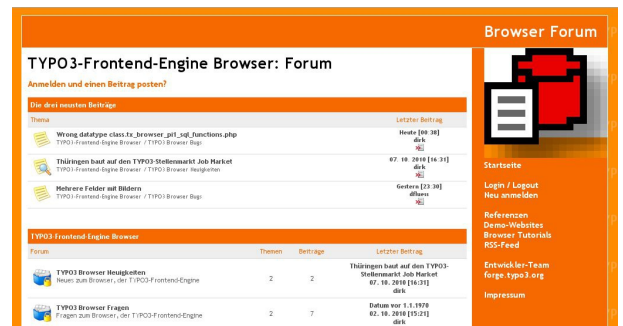 Browser Forum
TYPO3-Frontend-Engine Browser: Forum
Anmelden und einen Beitrag posten?
Die drei neusten Beiträge
Thema Letzter Beitrag
Wrong datatype class.tx_browser_pi1_sql_functions.php Heute [00:38]
TYPO3-Frontend-Engine Browser / TYPO3 Browser Bugs dirk
Thüringen baut auf den TYPO3-Stellenmarkt Job Market 07. 10. 2010 [16:31]
TYPO3-Frontend-Engine Browser / TYPO3 Browser Neuigkeiten dirk
Mehrere Felder mit Bildern Gestern [23:30]
TYPO3-Frontend-Engine Browser / TYPO3 Browser Bugs dfluess
TYPO3-Frontend-Engine Browser
Forum Themen Beiträge Letzter Beitrag
TYPO3 Browser Neuigkeiten
Neues zum Browser, der TYPO3-Frontend-Engine
2 2
Thüringen baut auf den TYPO3-
Stellenmarkt Job Market
07. 10. 2010 [16:31]
dirk
TYPO3 Browser Fragen
Fragen zum Browser, der TYPO3-Frontend-Engine
2 7
Datum vor 1.1.1970
02. 10. 2010 [15:21]
dirk
Startseite
Login / Logout
Neu anmelden
Referenzen
Demo-Websites
Browser Tutorials
RSS-Feed
Entwickler-Team
forge.typo3.org
Impressum